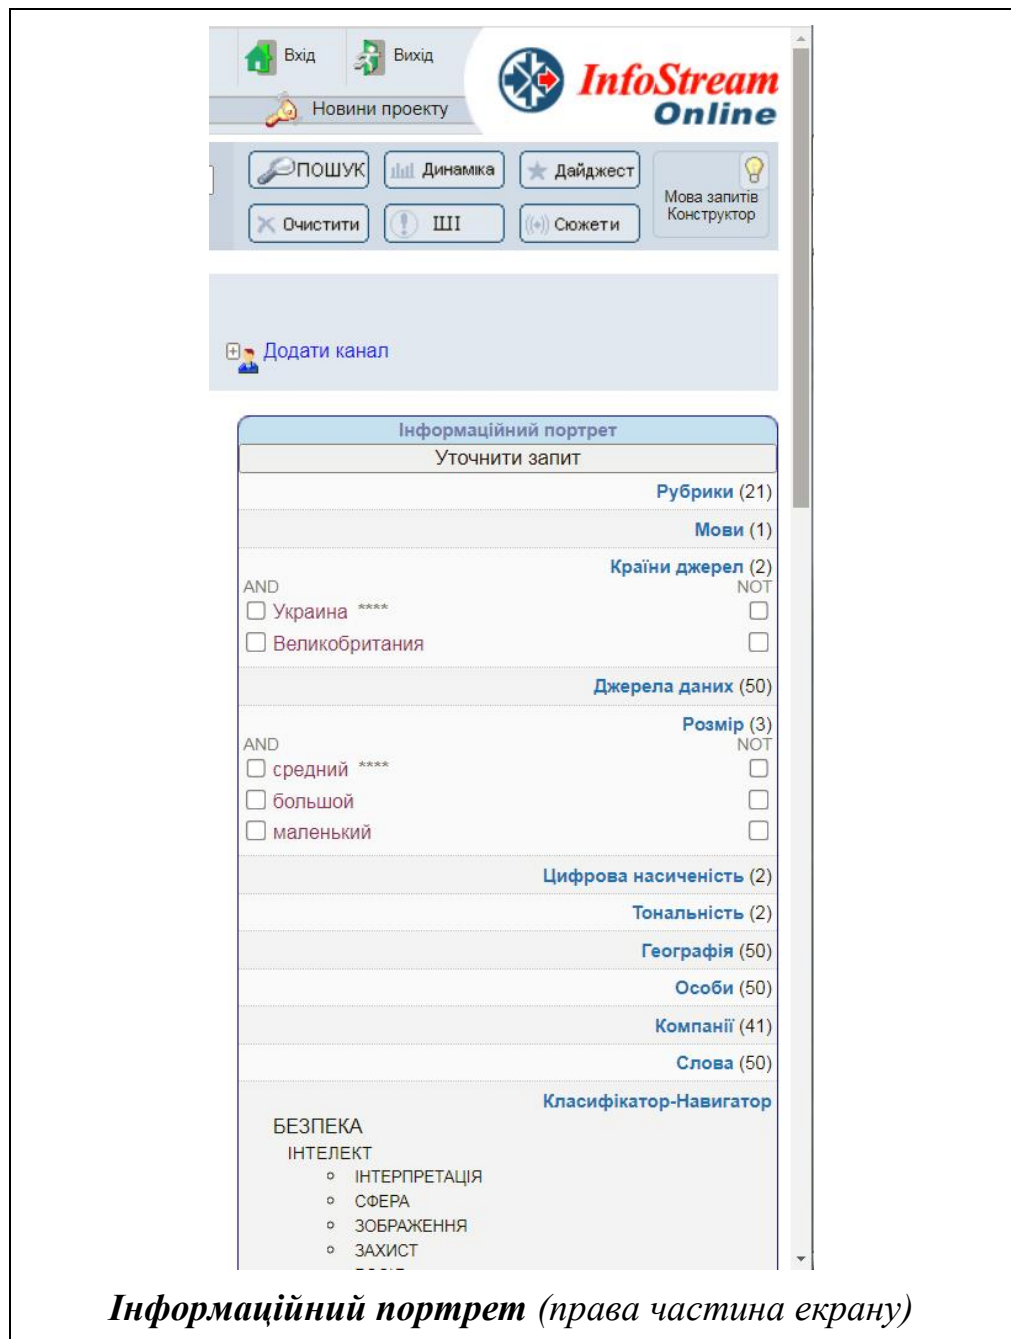 Вхід Вихід
InfoStream
Online
Новини проекту
ПОШУК Динаміка Дайджест
Мова запитів
Конструктор
Очистити ШІ Сюжети
Додати канал
Інформаційний портрет
Уточнити запит
Рубрики (21)
Мови (1)
Країни джерел (2)
AND NOT
Украина ****
Великобритания
Джерела даних (50)
Розмір (3)
AND NOT
средний ****
большой
маленький
Цифрова насиченість (2)
Тональність (2)
Географія (50)
Особи (50)
Компанії (41)
Слова (50)
Класифікатор-Навигатор
БЕЗПЕКА
ІНТЕЛЕКТ
ІНТЕРПРЕТАЦІЯ
СФЕРА
ЗОБРАЖЕННЯ
ЗАХИСТ
Інформаційний портрет (права частина екрану)